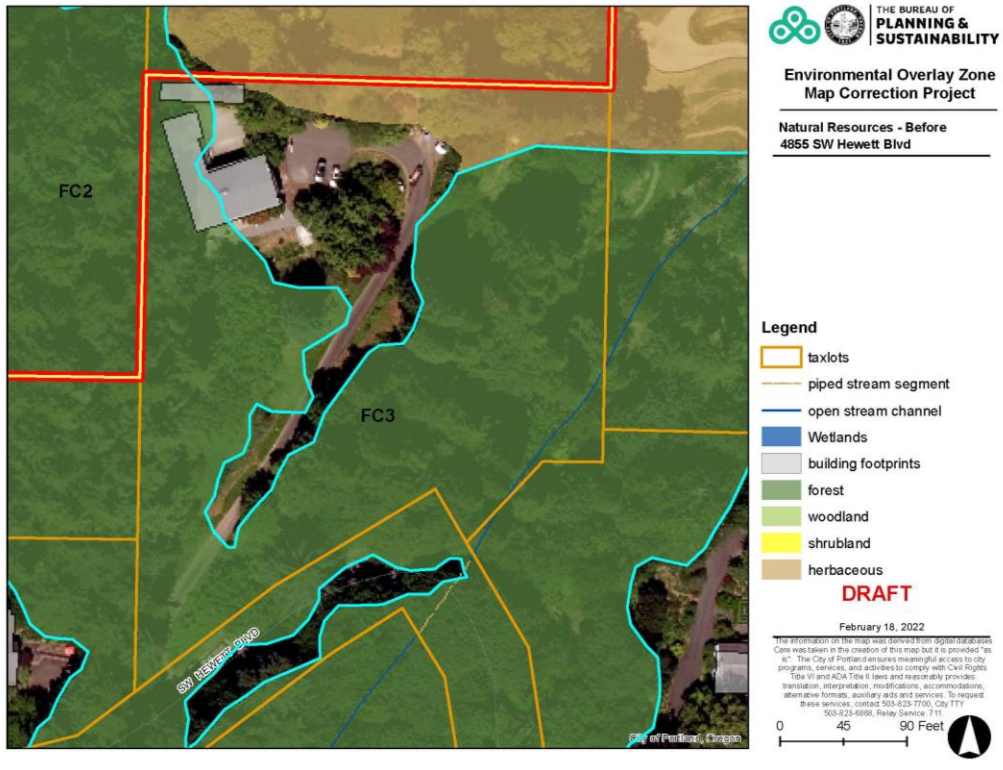 THE BUREAU OF
PLANNING &
SUSTAINABILITY
Environmental Overlay Zone
Map Correction Project
Natural Resources - Before
4855 SW Hewett Blvd
FC2
FC3
SW HEWETT BLVD
City of Portland, Oregon
Legend
taxlots
piped stream segment
open stream channel
Wetlands
building footprints
forest
woodland
shrubland
herbaceous
DRAFT
February 18, 2022
The information on the map was derived from digital databases.
Care was taken in the creation of this map but it is provided "as
is". The City of Portland ensures meaningful access to city
programs, services, and activities to comply with Civil Rights
Title VI and ADA Title II laws and reasonably provides:
translation, interpretation, modifications, accommodations,
alternative formats, auxiliary aids and services. To request
these services, contact 503-823-7700, City TTY
503-823-6868, Relay Service: 711.
0 45 90 Feet